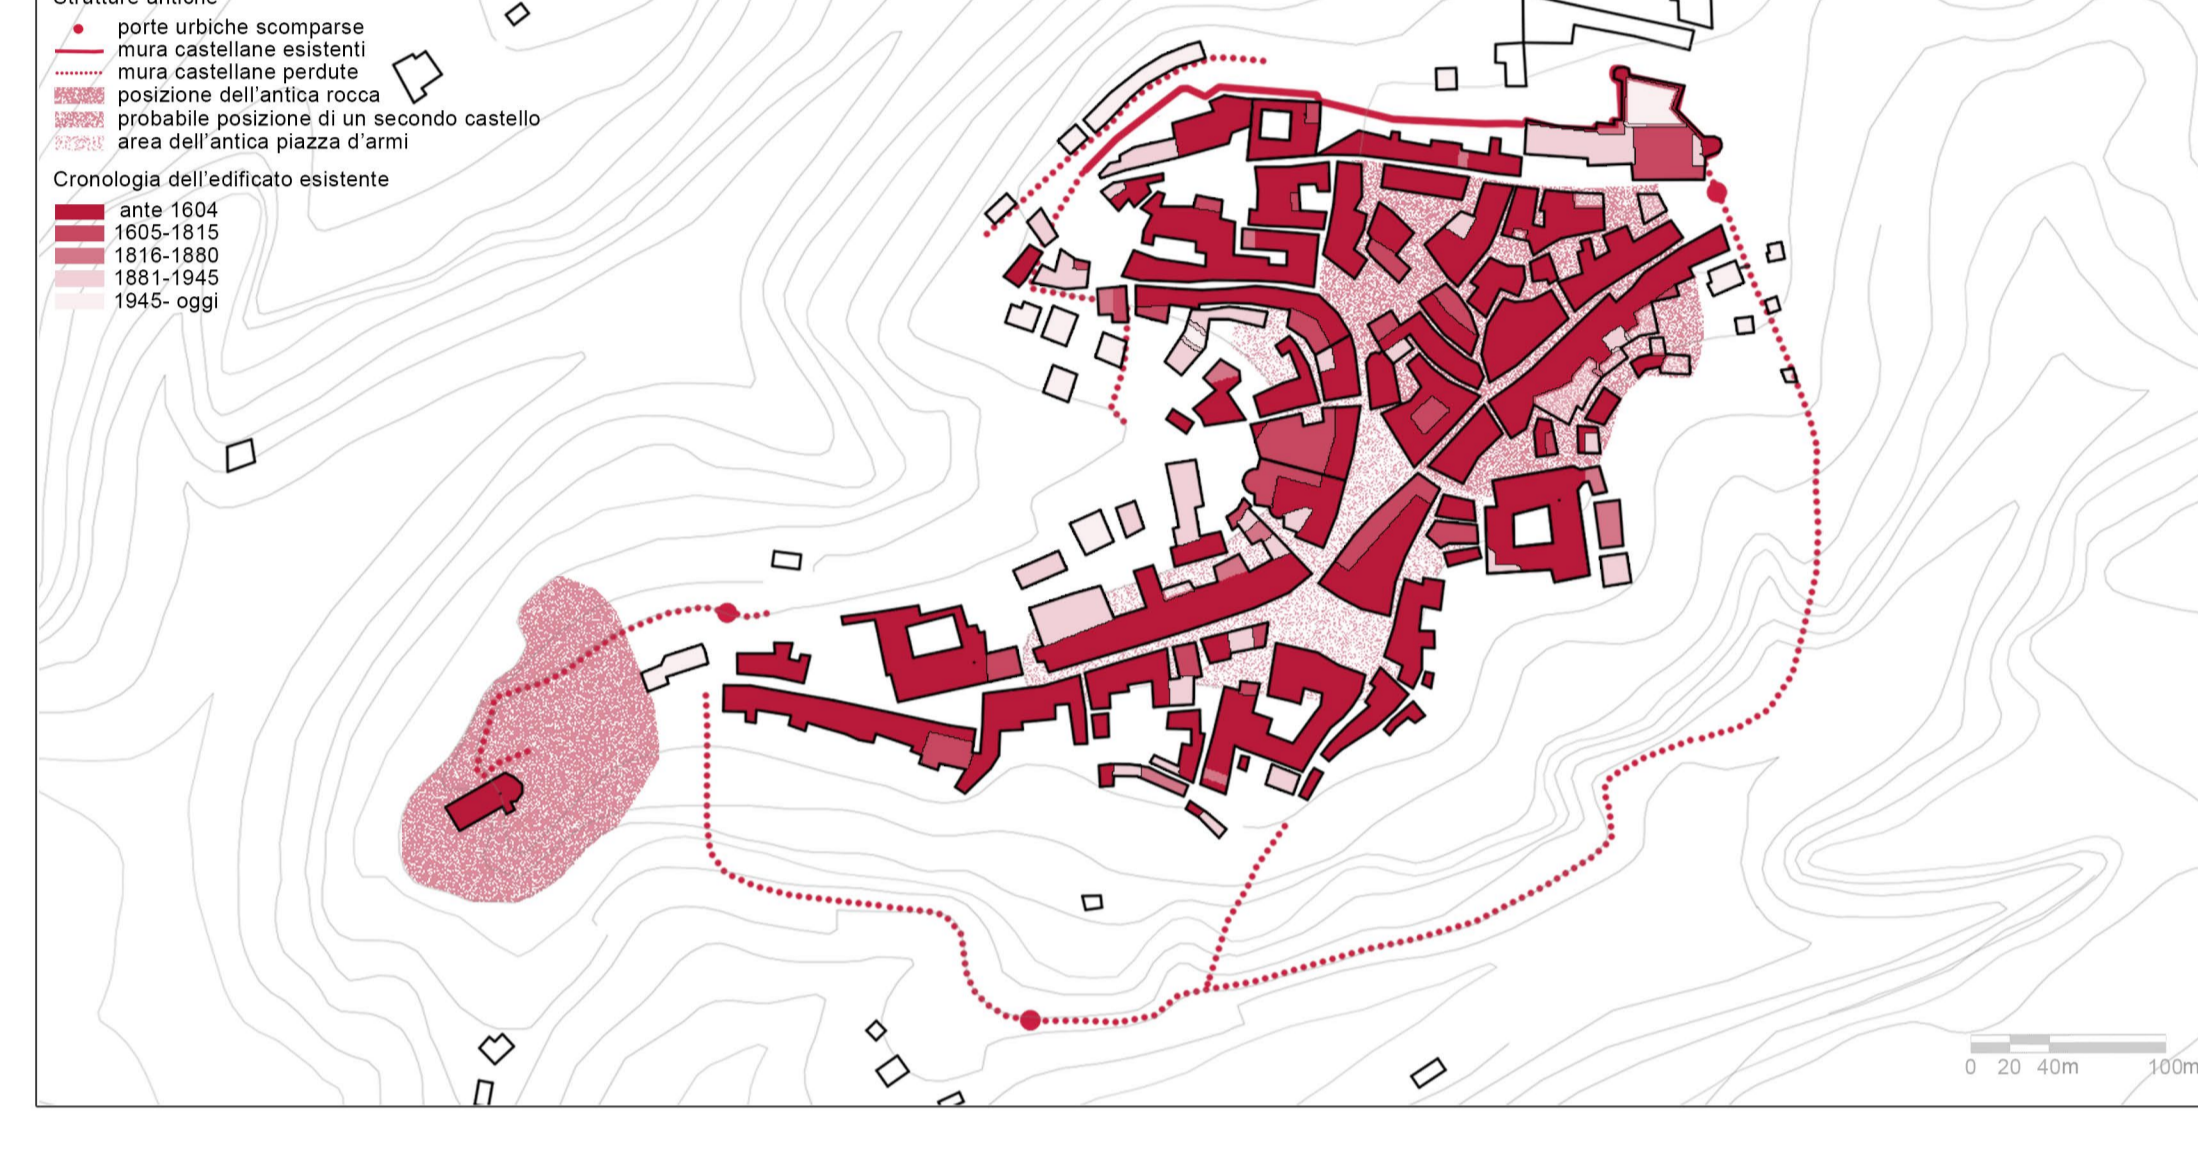 Strutture antiche
porte urbiche scomparse
mura castellane esistenti
mura castellane perdute
posizione dell'antica rocca
probabile posizione di un secondo castello
area dell'antica piazza d'armi
Cronologia dell'edificato esistente
ante 1604
1605-1815
1816-1880
1881-1945
1945- oggi
0 20 40m 100m